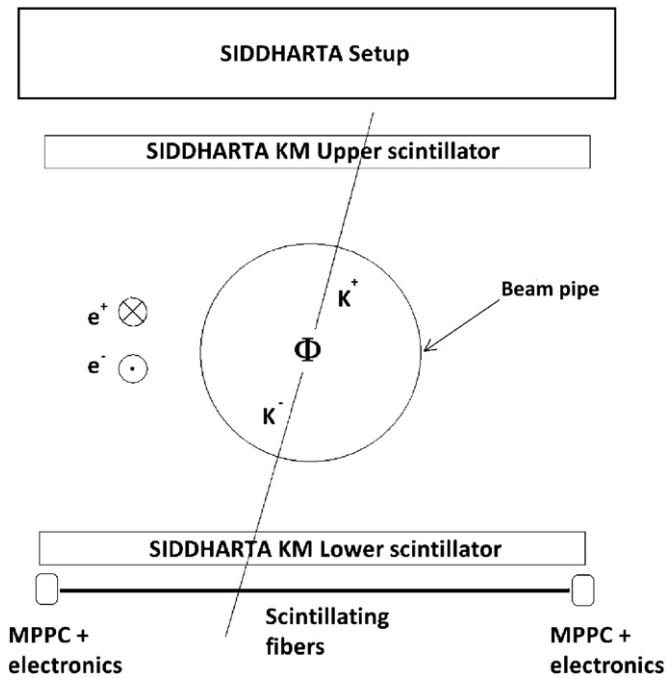 SIDDHARTA Setup
SIDDHARTA KM Upper scintillator
K+
Beam pipe
e+
Φ
e-
K-
SIDDHARTA KM Lower scintillator
Scintillating
fibers
MPPC +
electronics
MPPC +
electronics